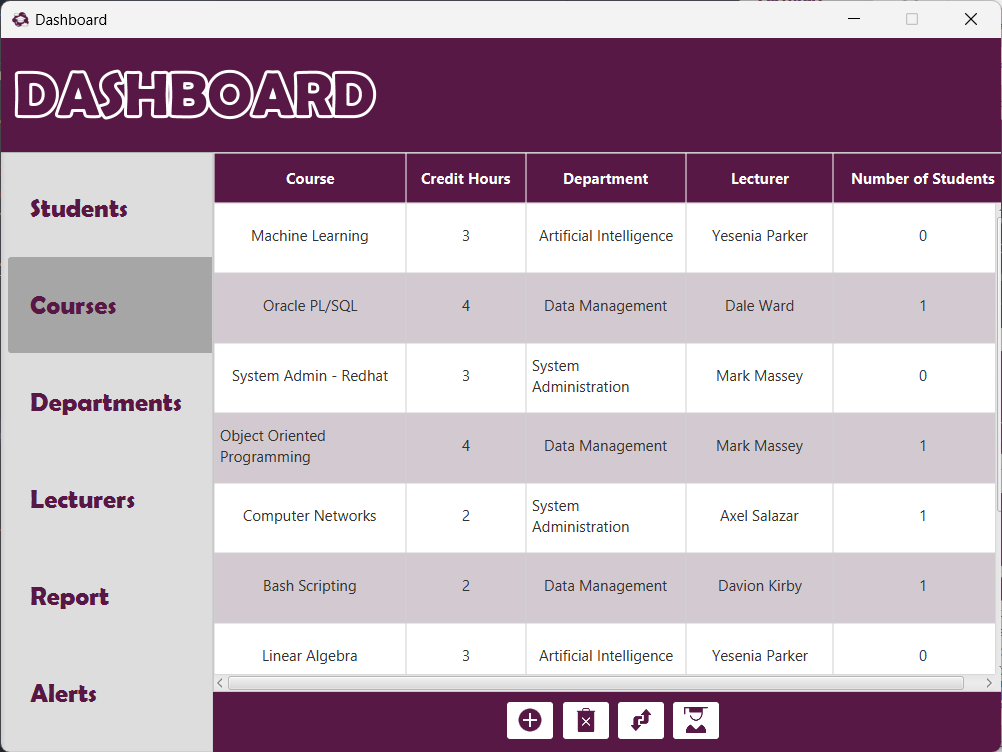 Dashboard
DASHBOARD
Students
Courses
Departments
Lecturers
Report
Alerts
Course Credit Hours Department Lecturer Number of Students
Machine Learning 3 Artificial Intelligence Yesenia Parker 0
Oracle PL/SQL 4 Data Management Dale Ward 1
System Admin - Redhat 3 System Administration Mark Massey 0
Object Oriented Programming 4 Data Management Mark Massey 1
Computer Networks 2 System Administration Axel Salazar 1
Bash Scripting 2 Data Management Davion Kirby 1
Linear Algebra 3 Artificial Intelligence Yesenia Parker 0